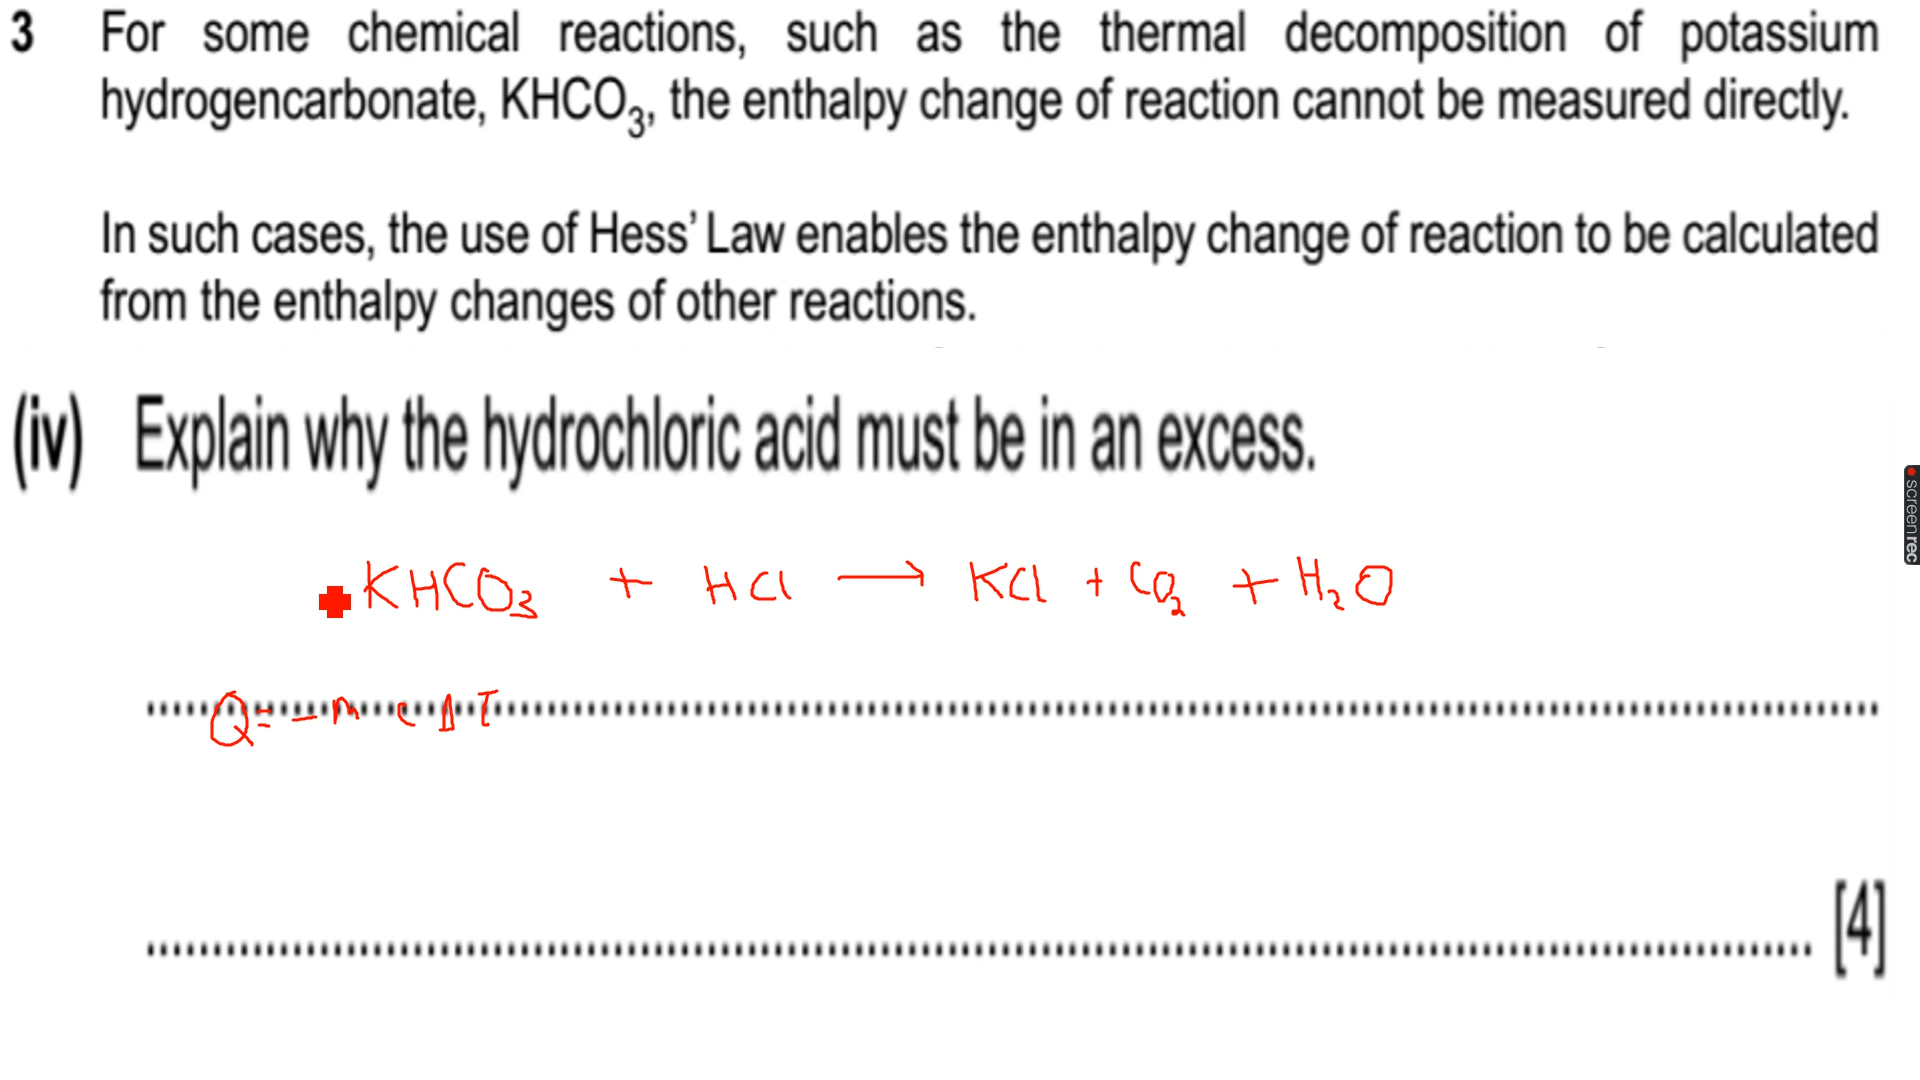 3 For some chemical reactions, such as the thermal decomposition of potassium
hydrogencarbonate, KHCO₃, the enthalpy change of reaction cannot be measured directly.
In such cases, the use of Hess’ Law enables the enthalpy change of reaction to be calculated
from the enthalpy changes of other reactions.
(iv) Explain why the hydrochloric acid must be in an excess.
KHCO₃ + HCl → KCl + CO₂ + H₂O
Q = - m c Δ T
[4]
screenrec